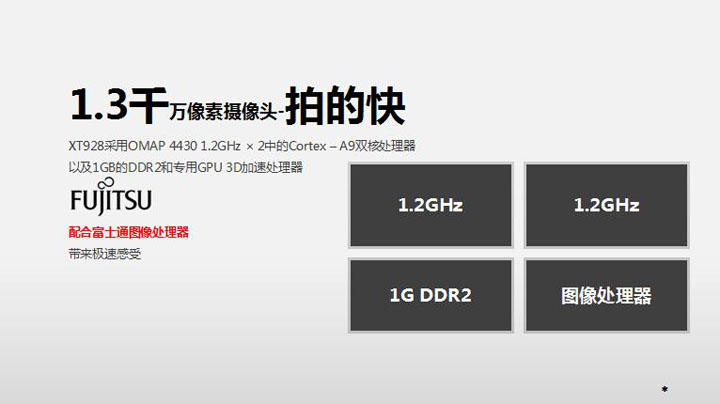 1.3千万像素摄像头-拍的快
XT928采用OMAP 4430 1.2GHz × 2中的Cortex – A9双核处理器
以及1GB的DDR2和专用GPU 3D加速处理器
FUJITSU
配合富士通图像处理器
带来极速感受
1.2GHz
1.2GHz
1G DDR2
图像处理器
*